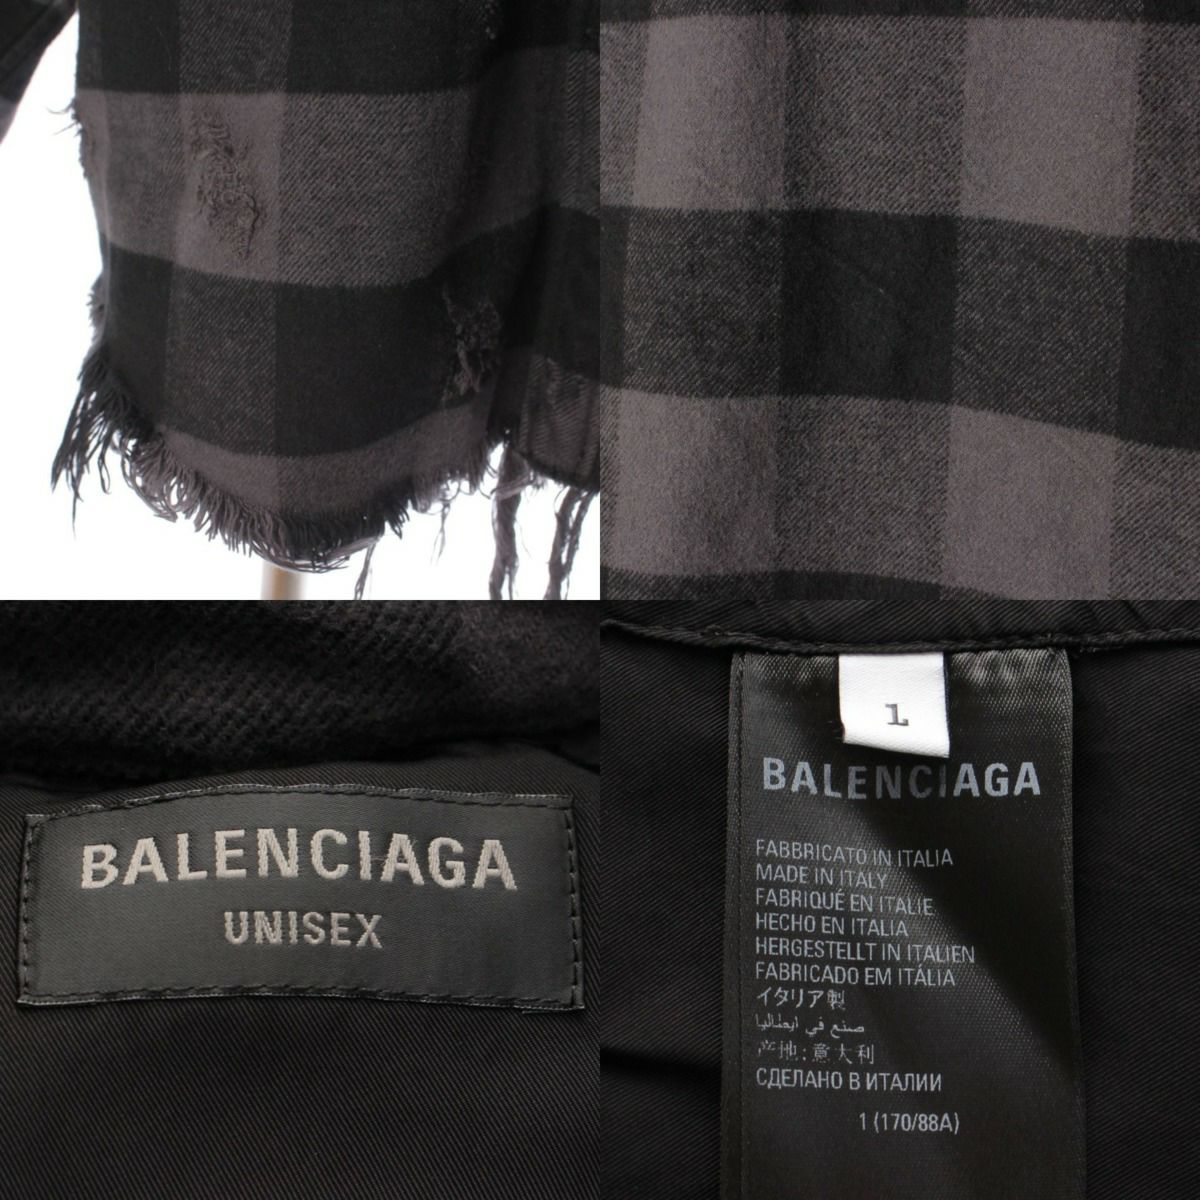 BALENCIAGA
UNISEX
BALENCIAGA
FABBRICATO IN ITALIA
MADE IN ITALY
FABRIQUÉ EN ITALIE
HECHO EN ITALIA
HERGESTELLT IN ITALIEN
FABRICADO EM ITÁLIA
イタリア製
صنع في ايطاليا
产地:意大利
СДЕЛАНО В ИТАЛИИ
1 (170/88A)